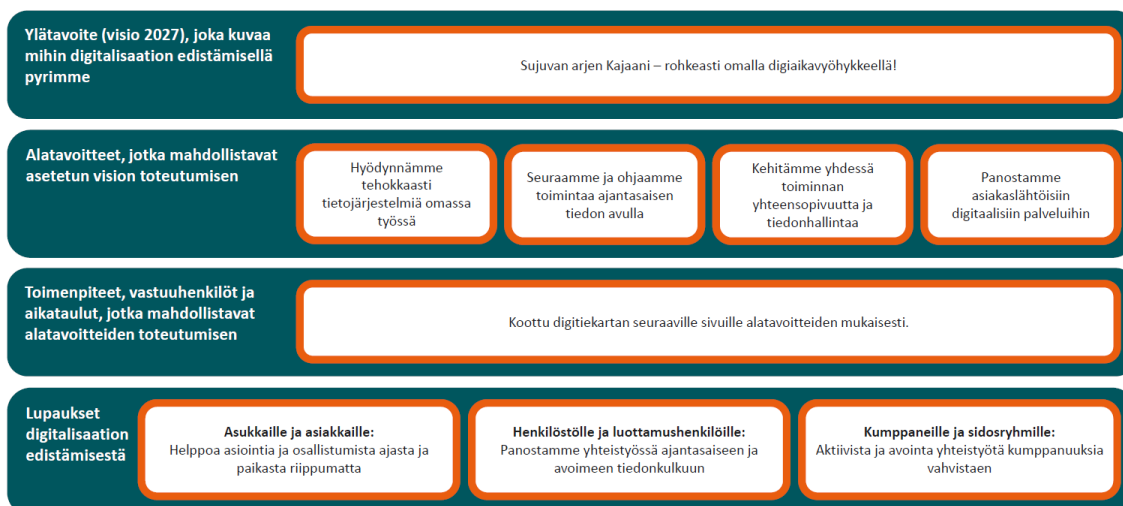 Ylätavoite (visio 2027), joka kuvaa
mihin digitalisaation edistämisellä
pyrimme
Sujuvan arjen Kajaani – rohkeasti omalla digiaikavyöhykkeellä!
Alatavoitteet, jotka mahdollistavat
asetetun vision toteutumisen
Hyödynnämme
tehokkaasti
tietojärjestelmiä omassa
työssä
Seuraamme ja ohjaamme
toimintaa ajantasaisen
tiedon avulla
Kehitämme yhdessä
toiminnan
yhteensopivuutta ja
tiedonhallintaa
Panostamme
asiakaslähtöisiin
digitaalisiin palveluihin
Toimenpiteet, vastuuhenkilöt ja
aikataulut, jotka mahdollistavat
alatavoitteiden toteutumisen
Koottu digitiekartan seuraaville sivuille alatavoitteiden mukaisesti.
Lupaukset
digitalisaation
edistämisestä
Asukkaille ja asiakkaille:
Helppoa asiointia ja osallistumista ajasta ja
paikasta riippumatta
Henkilöstölle ja luottamushenkilöille:
Panostamme yhteistyössä ajantasaiseen ja
avoimeen tiedonkulkuun
Kumppaneille ja sidosryhmille:
Aktiivista ja avointa yhteistyötä kumppanuuksia
vahvistaen